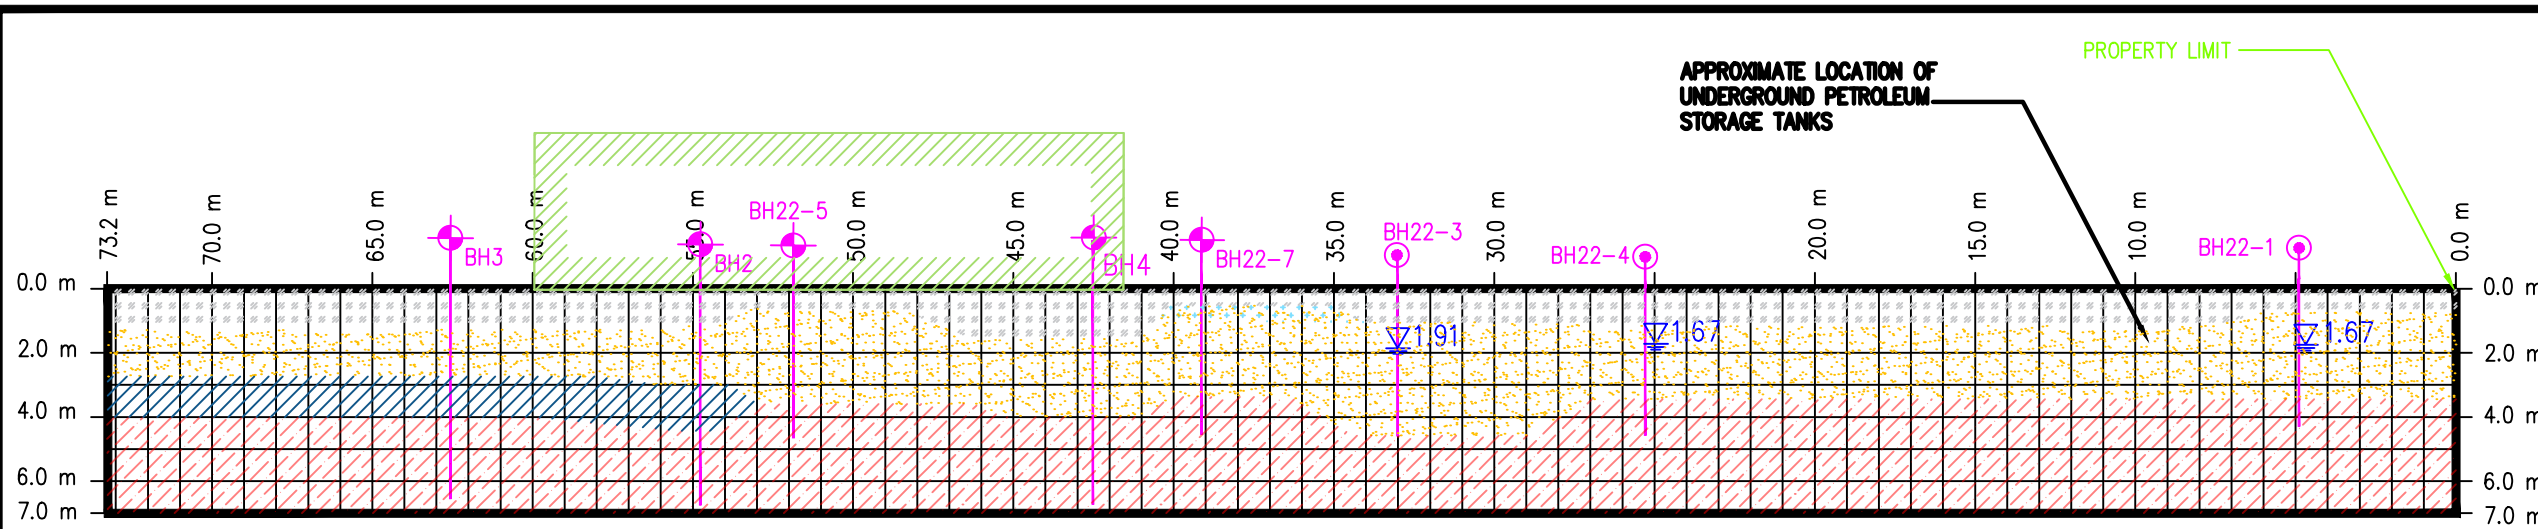 PROPERTY LIMIT
APPROXIMATE LOCATION OF
UNDERGROUND PETROLEUM
STORAGE TANKS
73.2 m
70.0 m
65.0 m
60.0 m
50.0 m
45.0 m
40.0 m
35.0 m
30.0 m
20.0 m
15.0 m
10.0 m
0.0 m
BH3
BH2
BH22-5
BH4
BH22-7
BH22-3
BH22-4
BH22-1
0.0 m
2.0 m
4.0 m
6.0 m
7.0 m
1.91
1.67
1.67
0.0 m
2.0 m
4.0 m
6.0 m
7.0 m